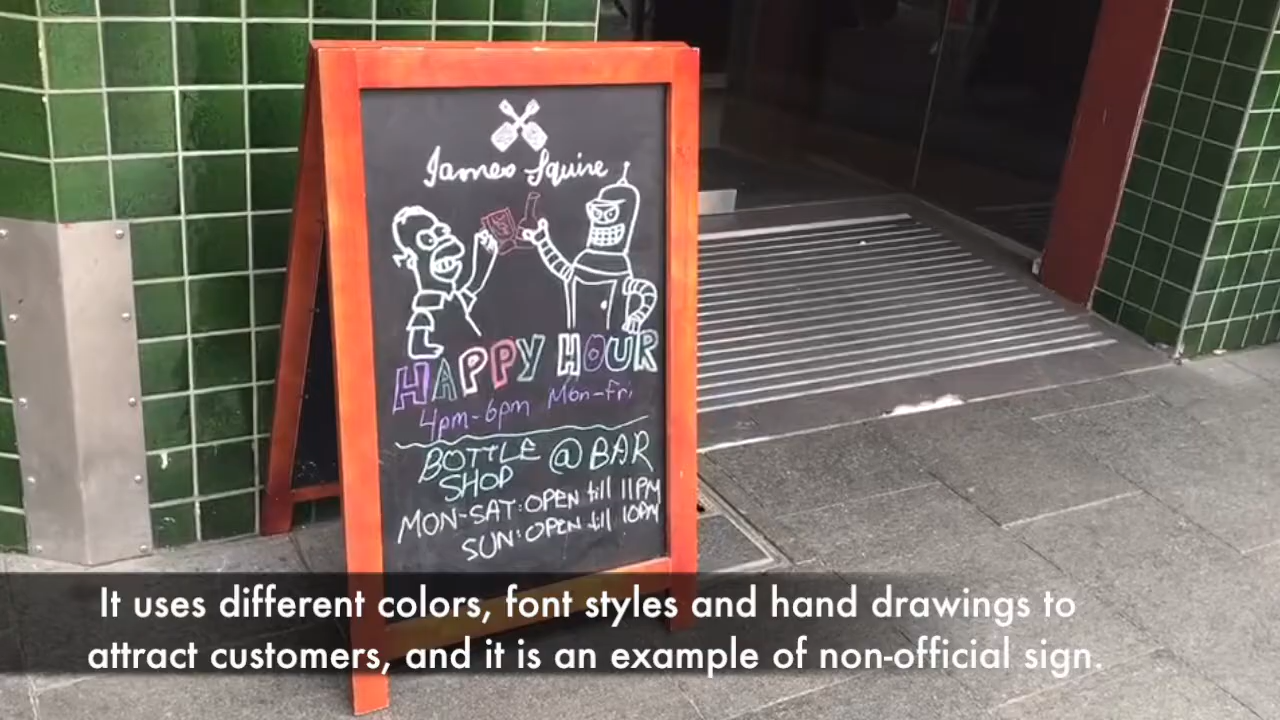 James Squire
HAPPY HOUR
4pm-6pm Mon-Fri
BOTTLE @ BAR
SHOP
MON-SAT: OPEN till 11PM
SUN: OPEN till 10PM
It uses different colors, font styles and hand drawings to
attract customers, and it is an example of non-official sign.